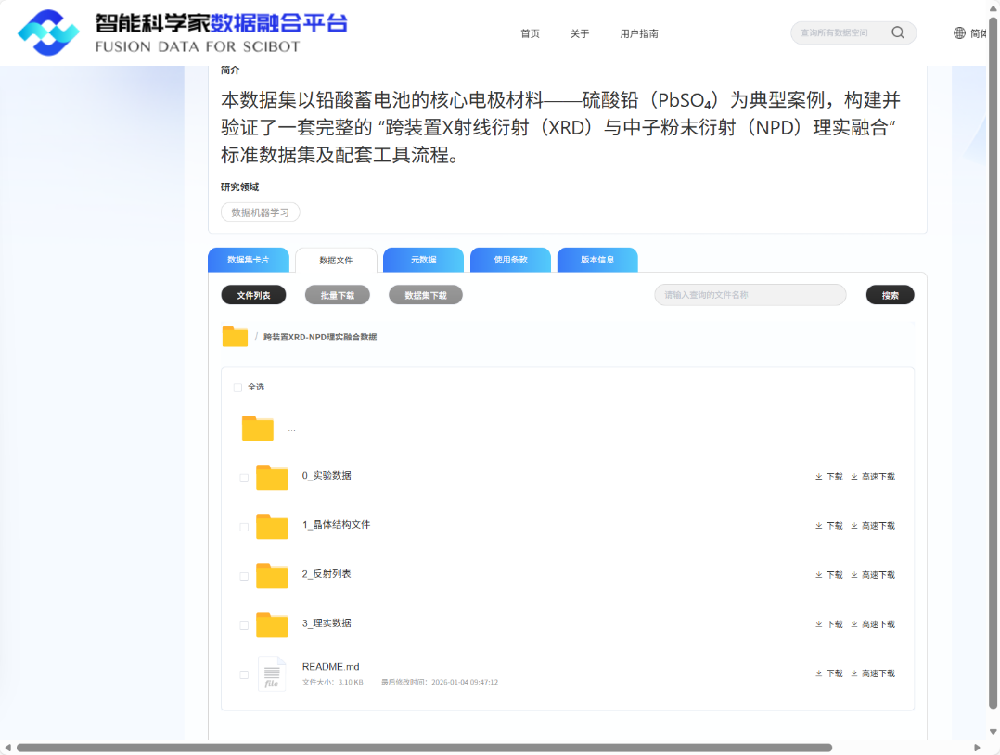 智能科学家数据融合平台
FUSION DATA FOR SCIBOT
首页
关于
用户指南
查询所有数据空间
简体
简介
本数据集以铅酸蓄电池的核心电极材料——硫酸铅（PbSO₄）为典型案例，构建并
验证了一套完整的 “跨装置X射线衍射（XRD）与中子粉末衍射（NPD）理实融合”
标准数据集及配套工具流程。
研究领域
数据机器学习
数据集卡片
数据文件
元数据
使用条款
版本信息
文件列表
批量下载
数据集下载
请输入查询的文件名称
搜索
/ 跨装置XRD-NPD理实融合数据
全选
...
0_实验数据
下载 高速下载
1_晶体结构文件
下载 高速下载
2_反射列表
下载 高速下载
3_理实数据
下载 高速下载
file
README.md
文件大小：3.10 KB 最后修改时间：2026-01-04 09:47:12
下载 高速下载